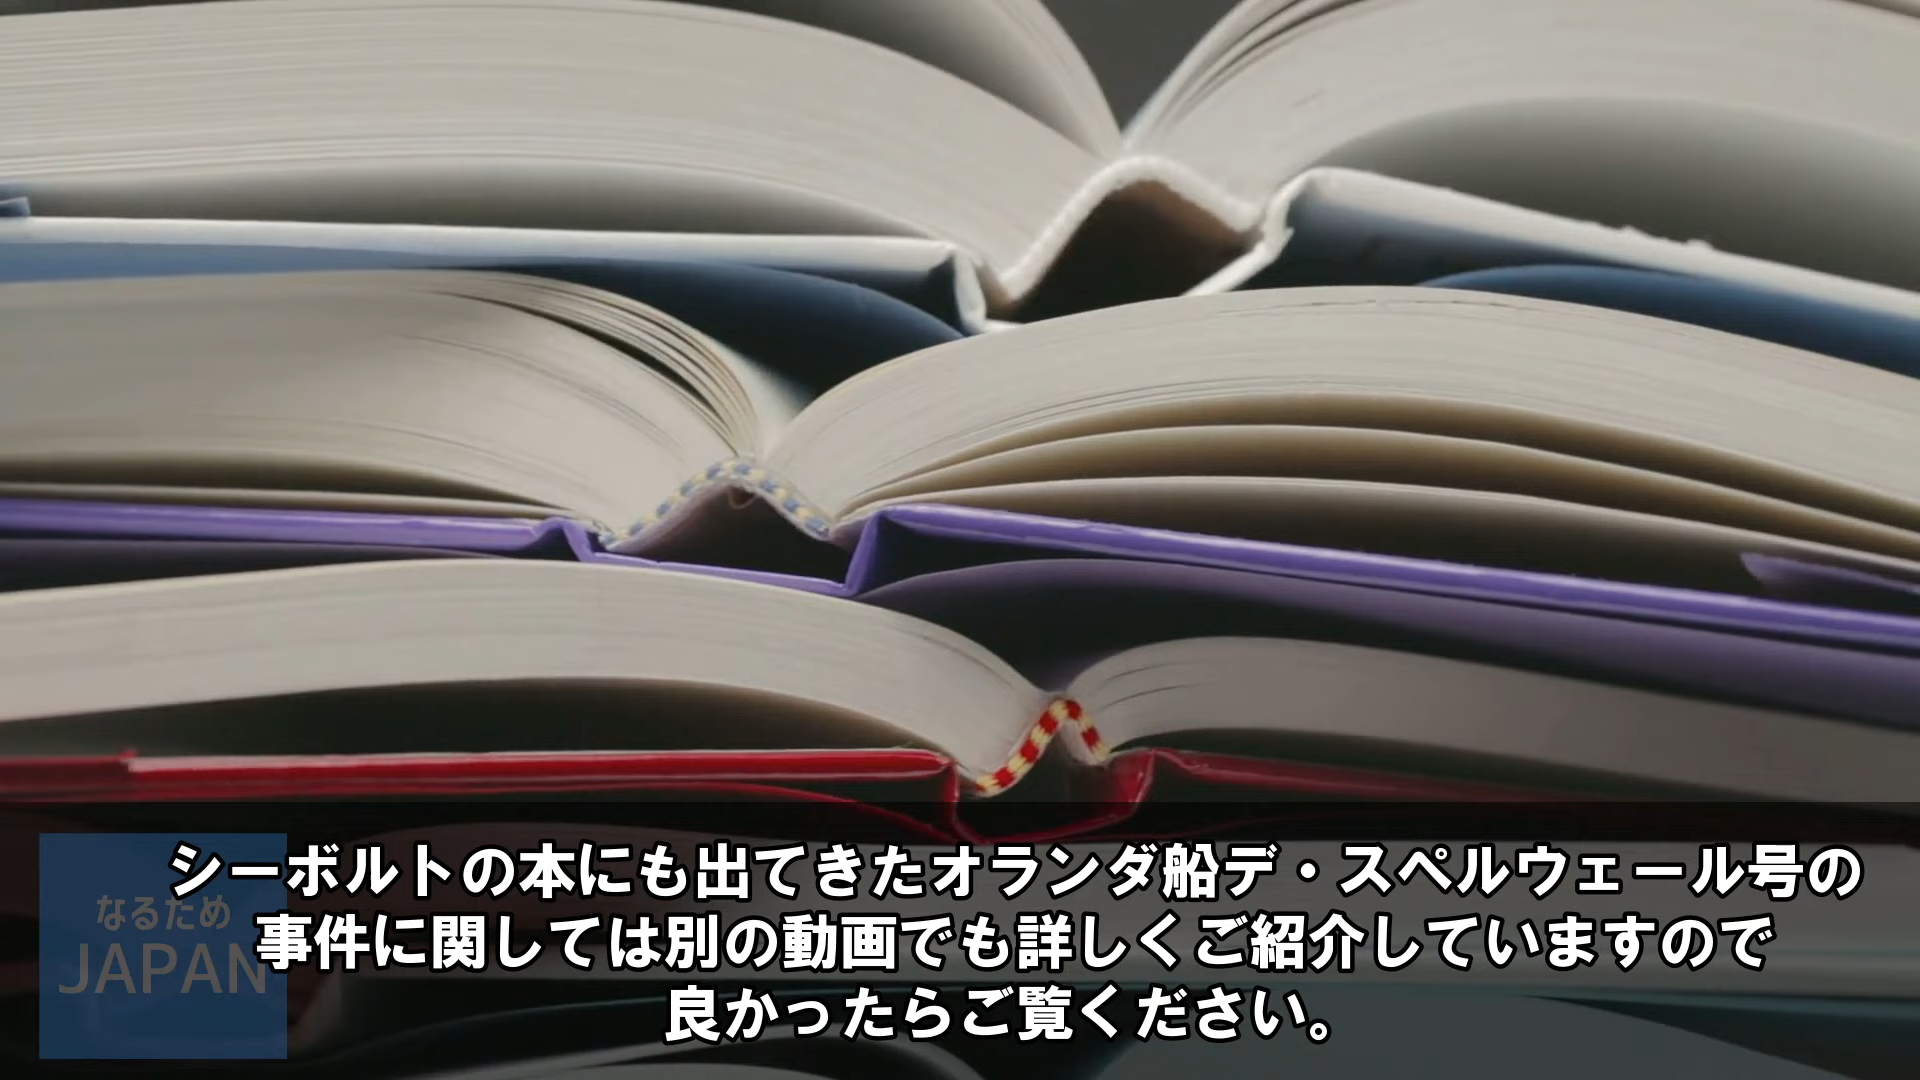 シーボルトの本にも出てきたオランダ船デ・スペルウェール号の
事件に関しては別の動画でも詳しくご紹介していますので
良かったらご覧ください。
なるため
JAPAN